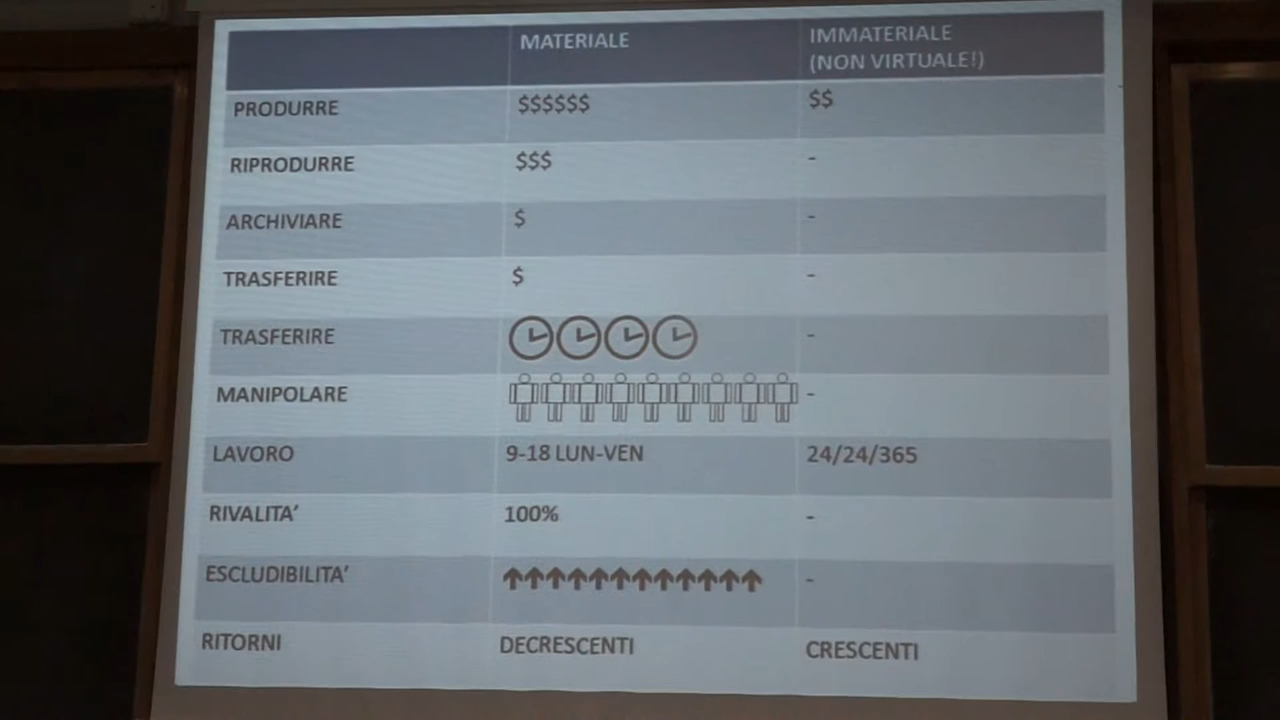 MATERIALE
IMMATERIALE
(NON VIRTUALE!)
PRODURRE $$$$$$ $$
RIPRODURRE $$$ -
ARCHIVIARE $ -
TRASFERIRE $ -
TRASFERIRE -
MANIPOLARE -
LAVORO 9-18 LUN-VEN 24/24/365
RIVALITA' 100% -
ESCLUDIBILITA' ↑↑↑↑↑↑↑↑↑↑↑↑ -
RITORNI DECRESCENTI CRESCENTI